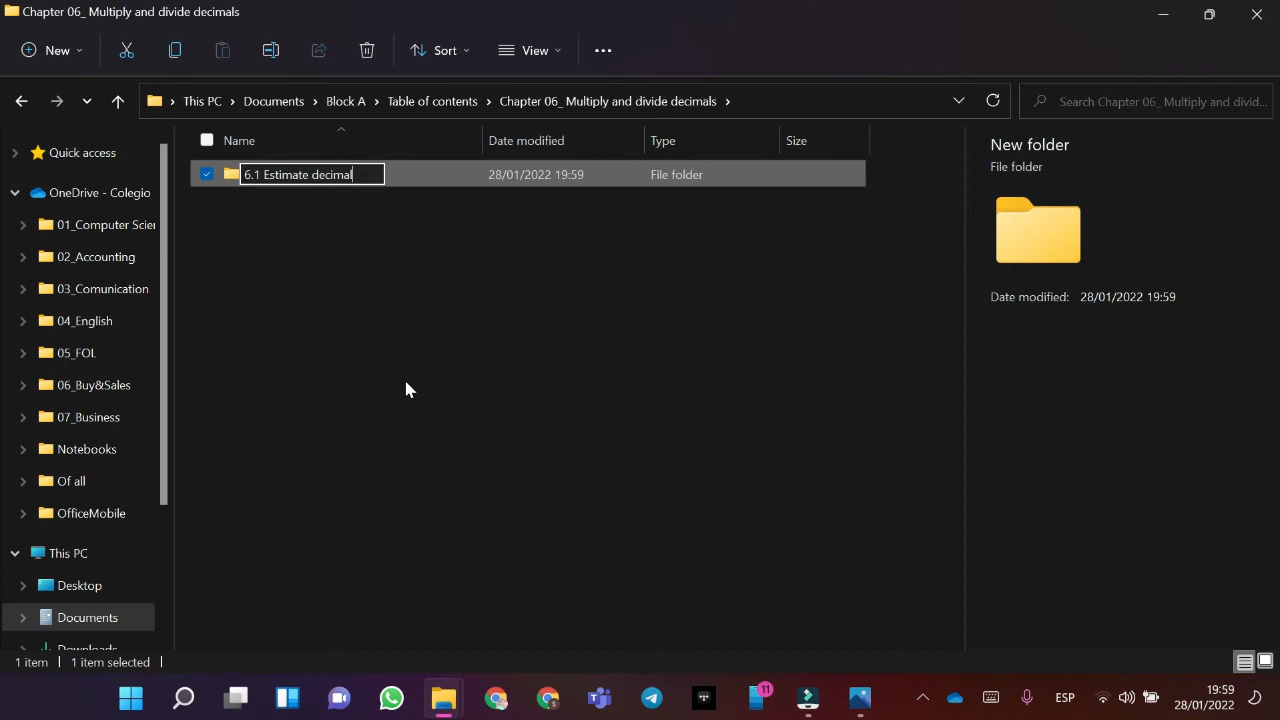 Chapter 06_ Multiply and divide decimals
New
Sort
View
This PC
Documents
Block A
Table of contents
Chapter 06_ Multiply and divide decimals
Search Chapter 06_ Multiply and divid...
Name
Date modified
Type
Size
6.1 Estimate decimal
28/01/2022 19:59
File folder
New folder
File folder
Date modified:
28/01/2022 19:59
Quick access
OneDrive - Colegio
01_Computer Scien
02_Accounting
03_Comunication
04_English
05_FOL
06_Buy&Sales
07_Business
Notebooks
Of all
OfficeMobile
This PC
Desktop
Documents
Downloads
1 item
1 item selected
11
ESP
19:59
28/01/2022